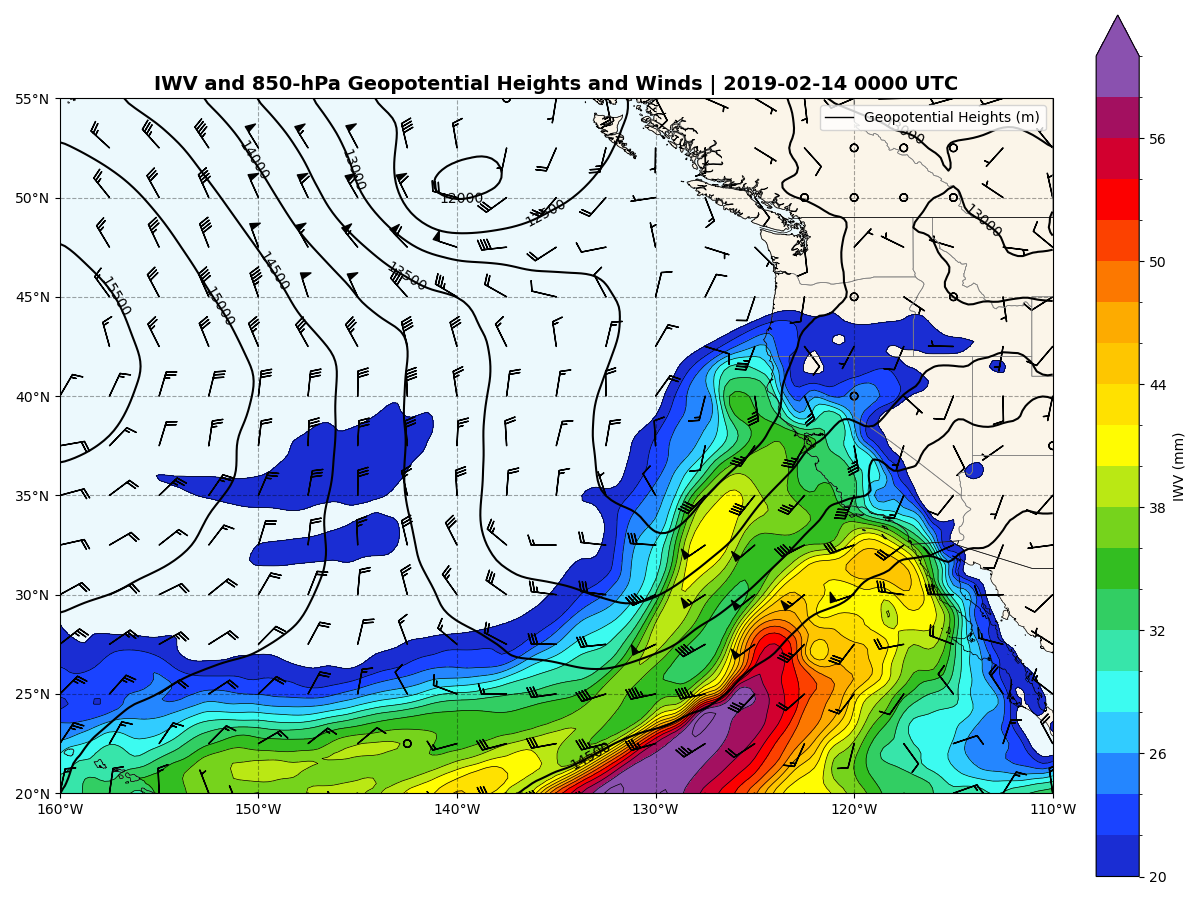 IWV and 850-hPa Geopotential Heights and Winds | 2019-02-14 0000 UTC
Geopotential Heights (m)
55°N
50°N
45°N
40°N
35°N
30°N
25°N
20°N
160°W
150°W
140°W
130°W
120°W
110°W
14000
13000
12000
12500
13500
14500
15000
15500
13000
14500
56
50
44
38
32
26
20
IWV (mm)